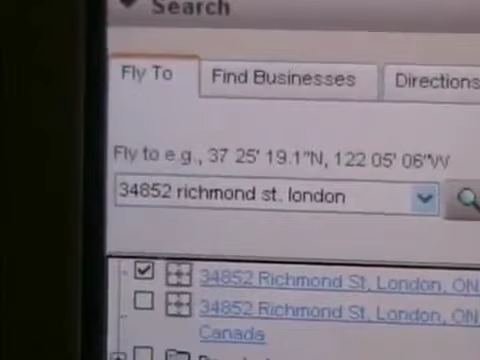 Search
Fly To
Find Businesses
Directions
Fly to e.g., 37 25' 19.1"N, 122 05' 06"W
34852 richmond st. london
34852 Richmond St, London, ON
34852 Richmond St, London, ON
Canada